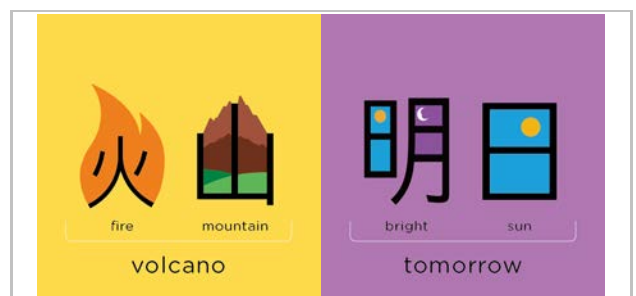 火 山
fire mountain
volcano
明 日
bright sun
tomorrow